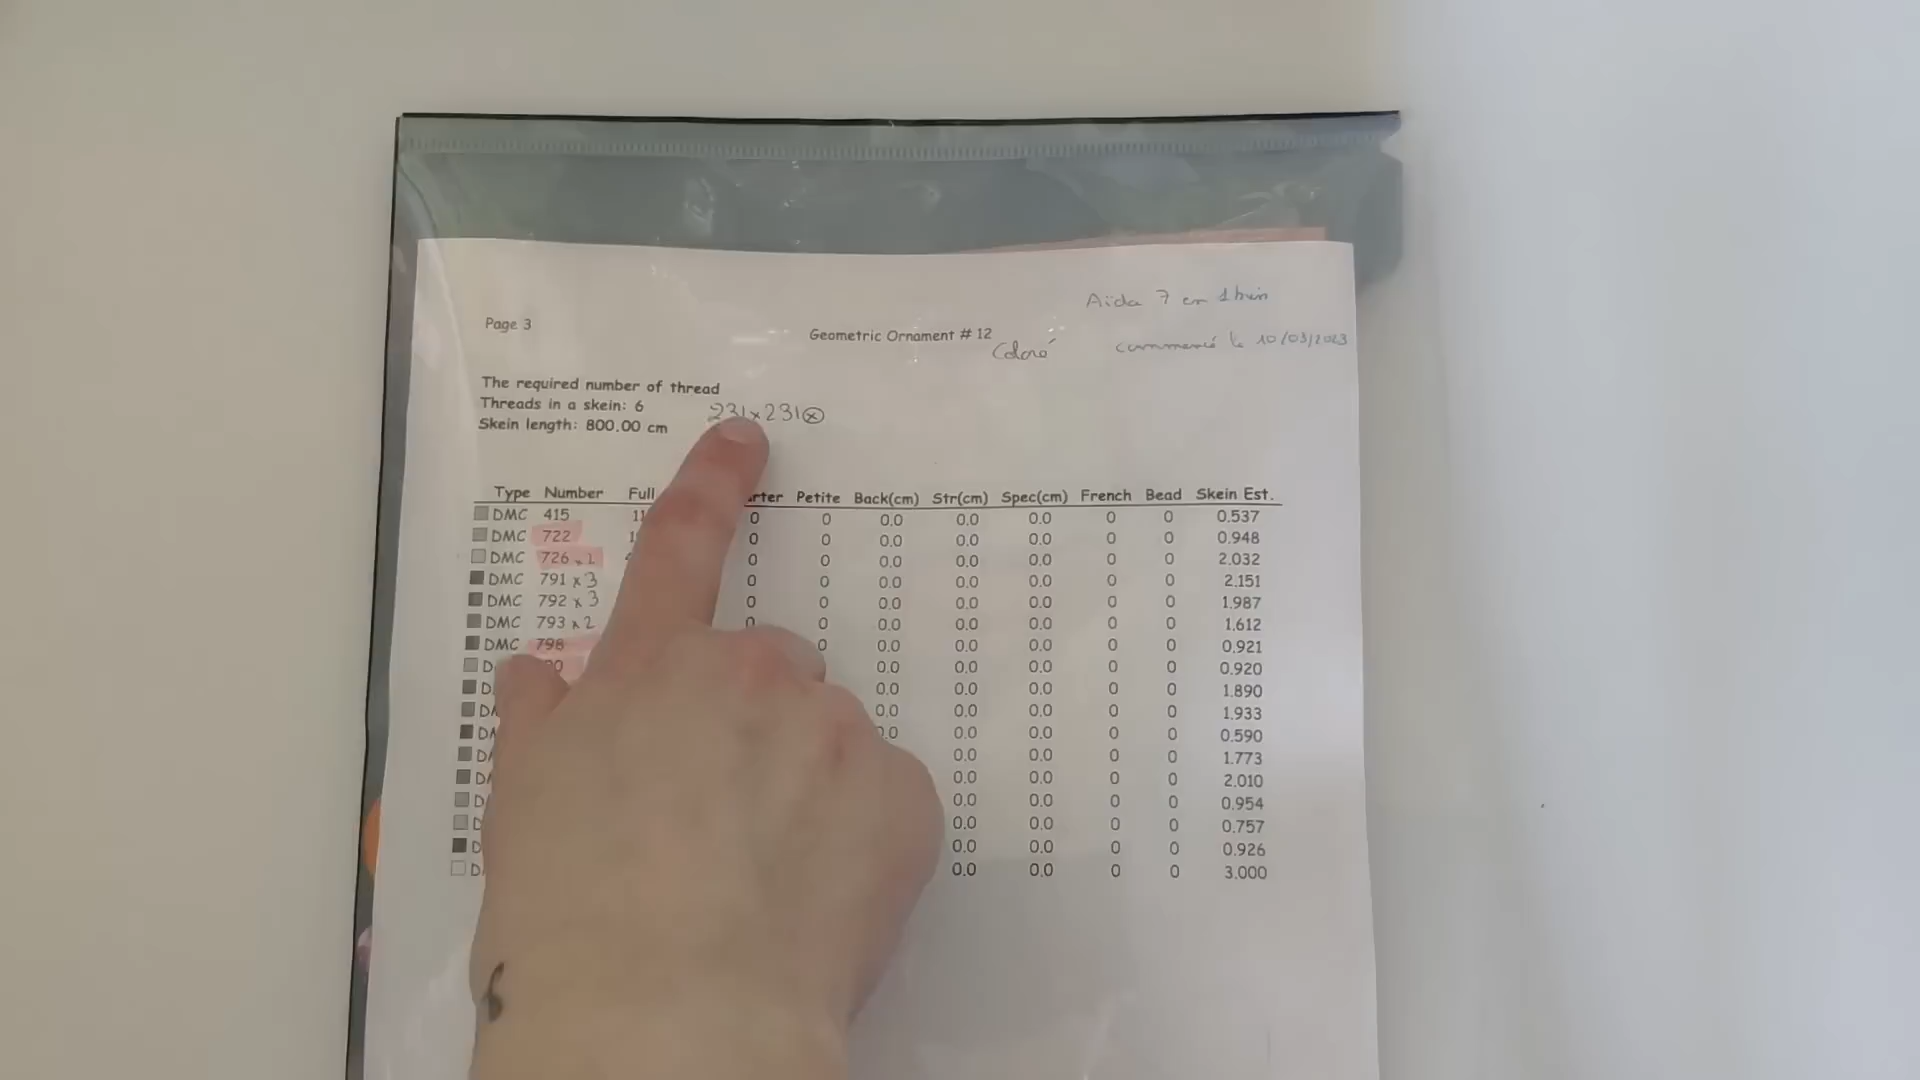 Aïda 7 en 1 brin
Page 3
Geometric Ornament # 12
Coloré
commencé le 10/03/2023
The required number of thread
Threads in a skein: 6
231x231ⓧ
Skein length: 800.00 cm
Type Number Full Petite Back(cm) Str(cm) Spec(cm) French Bead Skein Est.
DMC 415 0 0 0.0 0.0 0.0 0 0 0.537
DMC 722 0 0 0.0 0.0 0.0 0 0 0.948
DMC 726 x 2 0 0 0.0 0.0 0.0 0 0 2.032
DMC 791 x 3 0 0 0.0 0.0 0.0 0 0 2.151
DMC 792 x 3 0 0 0.0 0.0 0.0 0 0 1.987
DMC 793 x 2 0 0 0.0 0.0 0.0 0 0 1.612
DMC 798 0 0.0 0.0 0.0 0 0 0.921
0.0 0.0 0.0 0 0 0.920
0.0 0.0 0.0 0 0 1.890
0.0 0.0 0.0 0 0 1.933
0.0 0.0 0.0 0 0 0.590
0.0 0.0 0 0 1.773
0.0 0.0 0 0 2.010
0.0 0.0 0 0 0.954
0.0 0.0 0 0 0.757
0.0 0.0 0 0 0.926
0.0 0.0 0 0 3.000